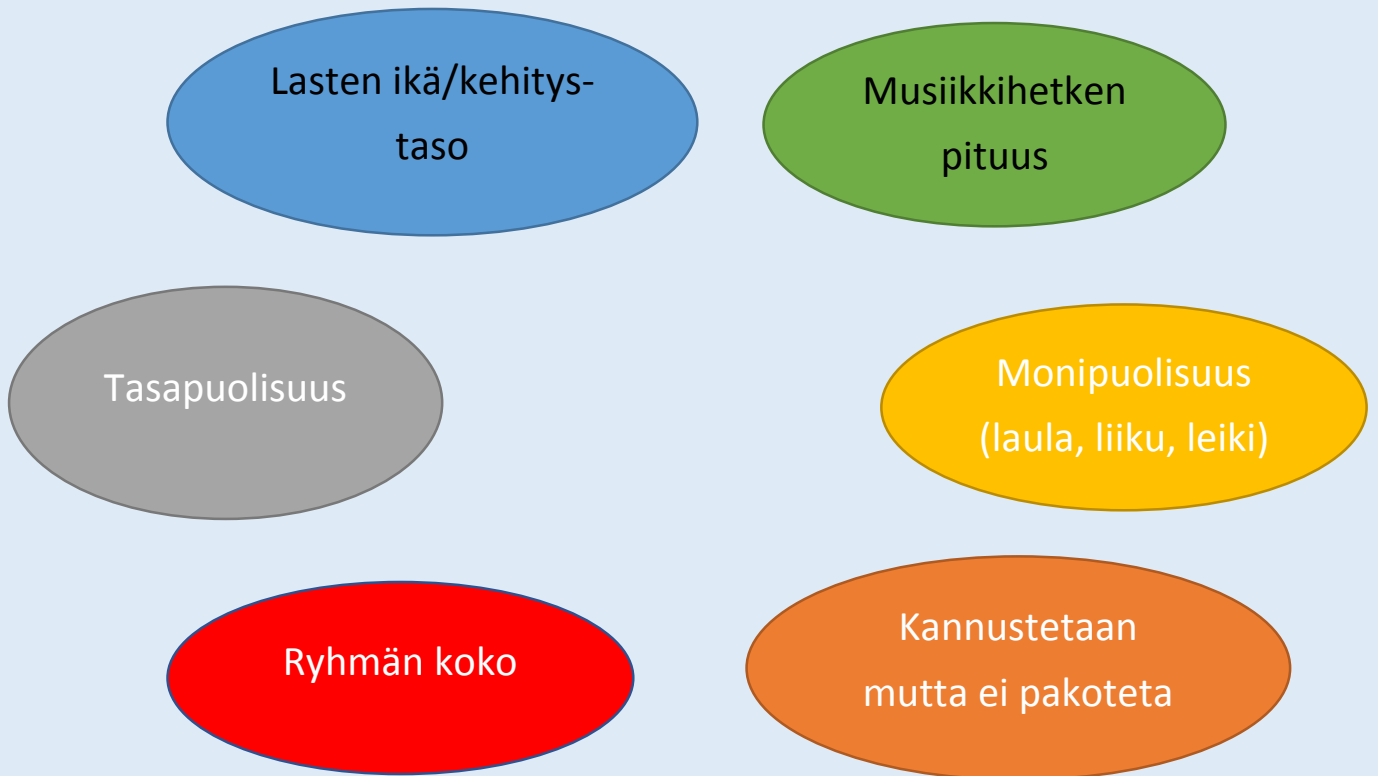 Lasten ikä/kehitys-
taso
Musiikkihetken
pituus
Tasapuolisuus
Monipuolisuus
(laula, liiku, leiki)
Ryhmän koko
Kannustetaan
mutta ei pakoteta